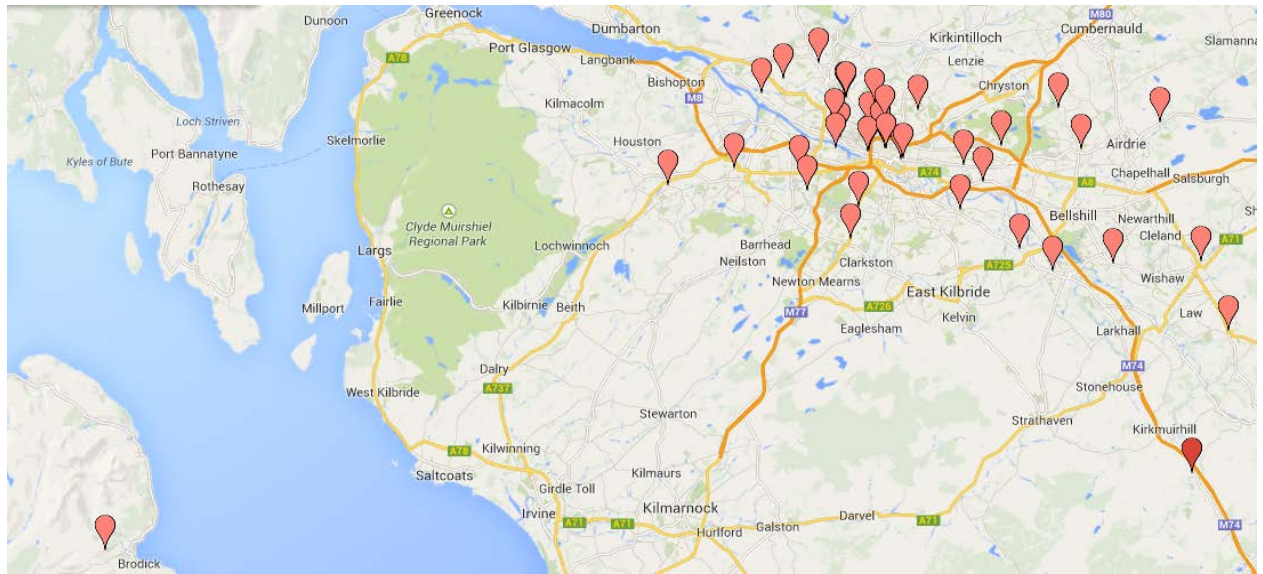 Dunoon
Greenock
Dumbarton
M80
Cumbernauld
Kirkintilloch
Slamanna
Port Glasgow
A78
Langbank
Lenzie
Bishopton
Chryston
M8
Kilmacolm
Loch Striven
Skelmorlie
Houston
Airdrie
Port Bannatyne
Kyles of Bute
A74
Chapelhall
Salsburgh
A8
Rothesay
Clyde Muirshiel
Regional Park
Bellshill
Newarthill
Sh
Cleland
A71
Lochwinnoch
Barrhead
Largs
Neilston
Clarkston
A725
Newton Mearns
Wishaw
East Kilbride
Fairlie
Millport
Kilbirnie
Beith
A726
M77
Kelvin
Law
Eaglesham
Larkhall
M74
Dalry
A737
Stonehouse
West Kilbride
Stewarton
Strathaven
Kirkmuirhill
A78
Kilwinning
Saltcoats
Kilmaurs
Girdle Toll
Irvine
Kilmarnock
Darvel
A71
A71
A71
Galston
Hurlford
M74
Brodick